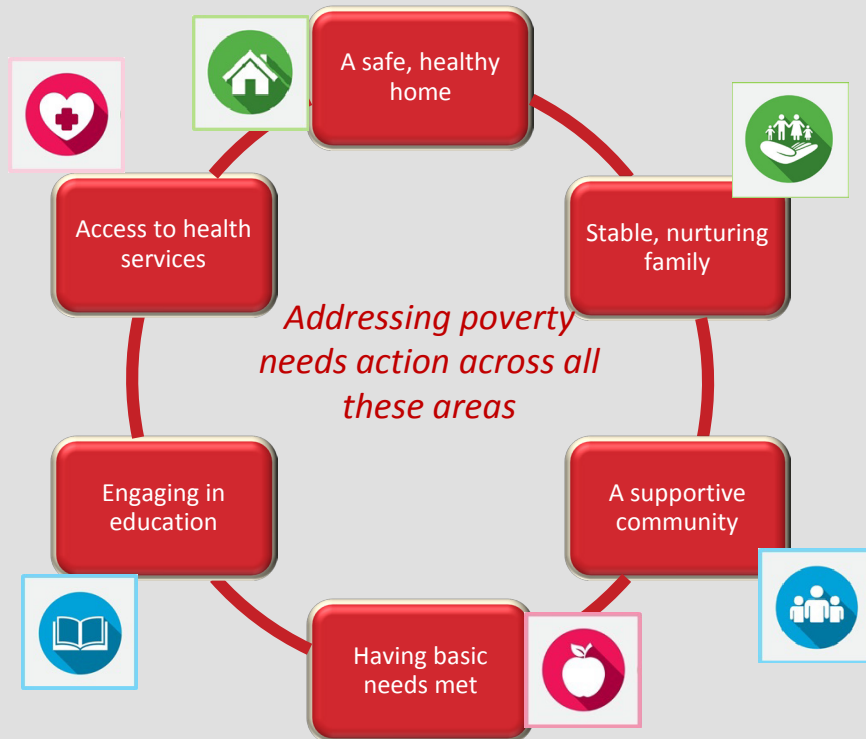 A safe, healthy
home
Access to health
services
Stable, nurturing
family
Addressing poverty
needs action across all
these areas
Engaging in
education
A supportive
community
Having basic
needs met